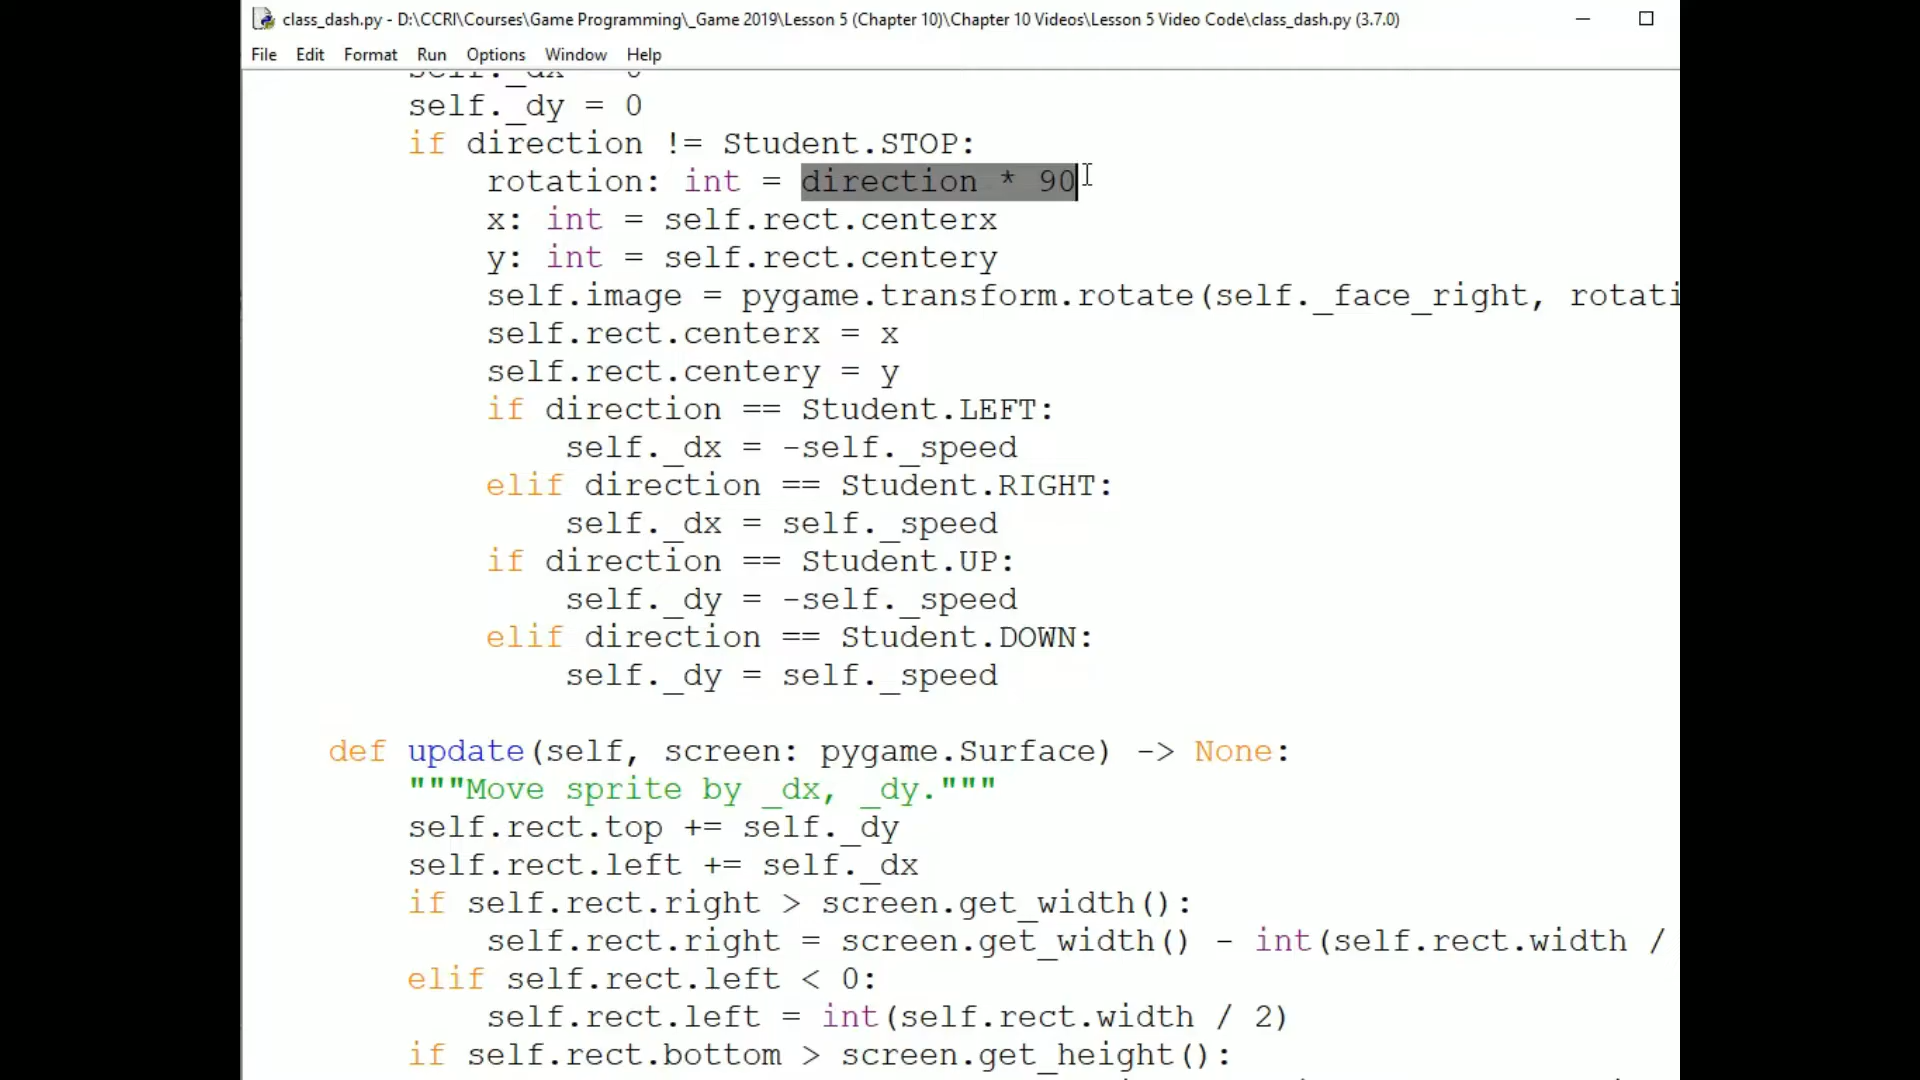 class_dash.py - D:\CCRI\Courses\Game Programming\_Game 2019\Lesson 5 (Chapter 10)\Chapter 10 Videos\Lesson 5 Video Code\class_dash.py (3.7.0)
File Edit Format Run Options Window Help
self._dx = 0
self._dy = 0
if direction != Student.STOP:
rotation: int = direction * 90
x: int = self.rect.centerx
y: int = self.rect.centery
self.image = pygame.transform.rotate(self._face_right, rotati
self.rect.centerx = x
self.rect.centery = y
if direction == Student.LEFT:
self._dx = -self._speed
elif direction == Student.RIGHT:
self._dx = self._speed
if direction == Student.UP:
self._dy = -self._speed
elif direction == Student.DOWN:
self._dy = self._speed
def update(self, screen: pygame.Surface) -> None:
"""Move sprite by _dx, _dy."""
self.rect.top += self._dy
self.rect.left += self._dx
if self.rect.right > screen.get_width():
self.rect.right = screen.get_width() - int(self.rect.width /
elif self.rect.left < 0:
self.rect.left = int(self.rect.width / 2)
if self.rect.bottom > screen.get_height():